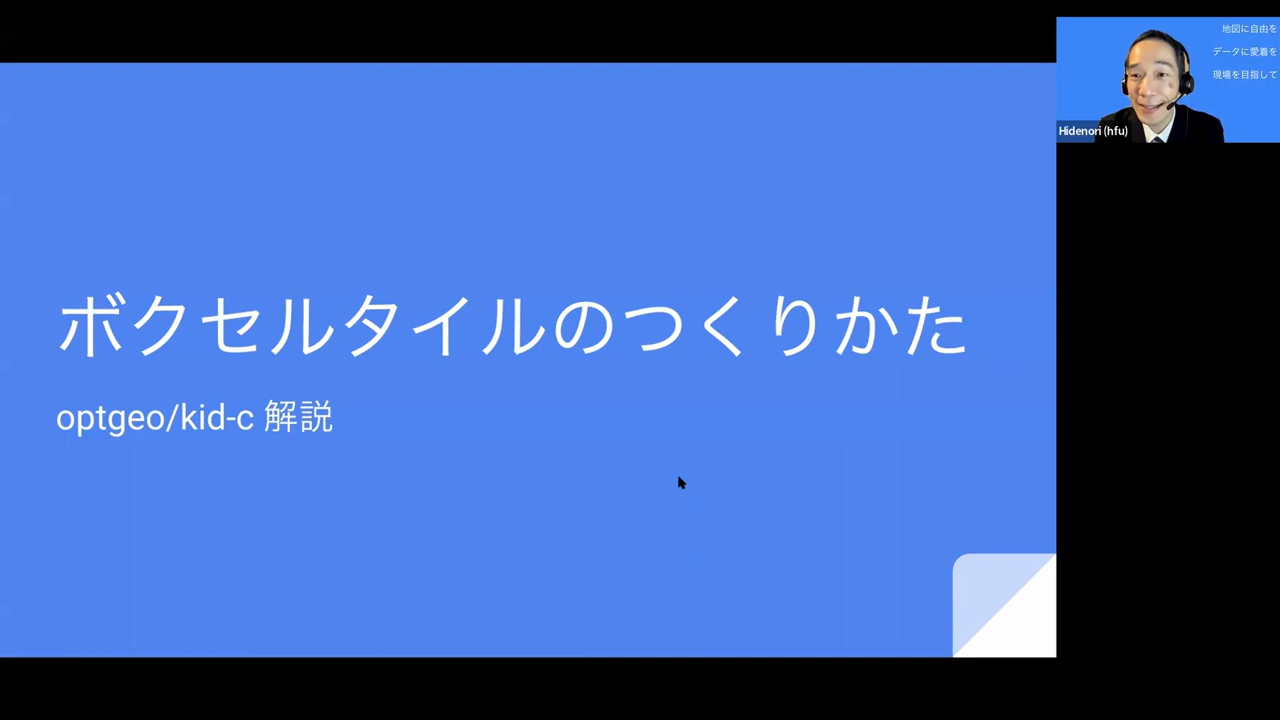 ボクセルタイルのつくりかた
optgeo/kid-c 解説
地図に自由を
データに愛着を
現場を目指して
Hidenori (hfu)